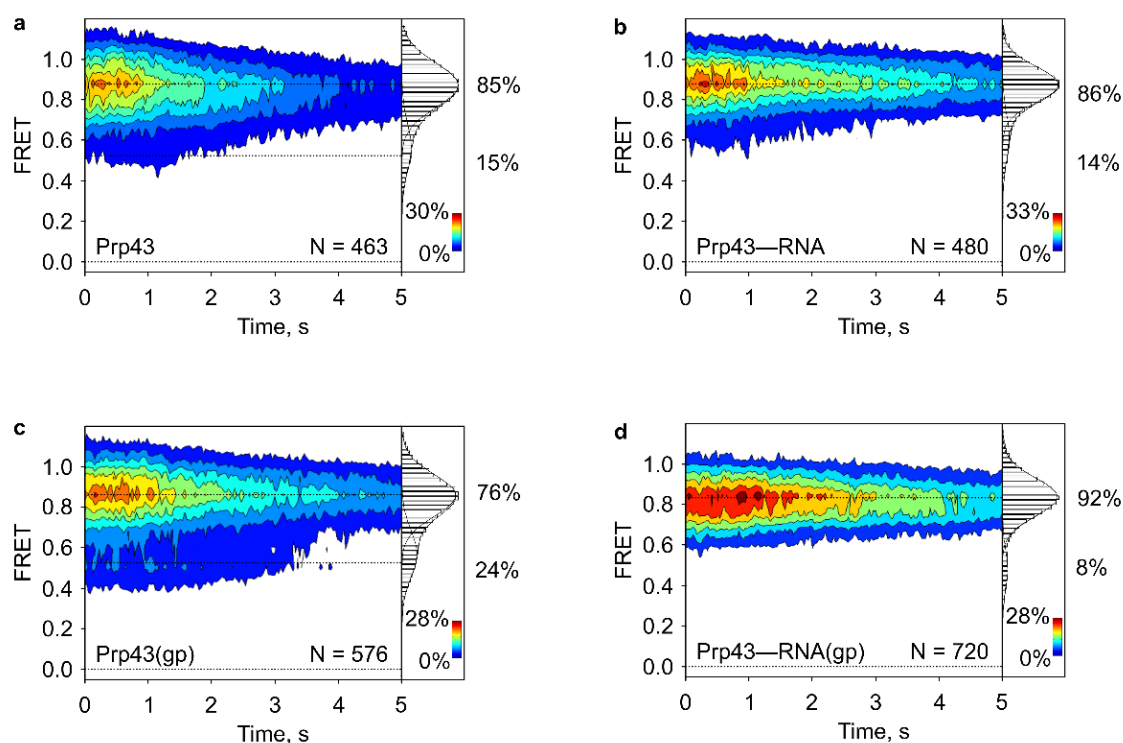 a
1.0
0.8
0.6
0.4
0.2
0.0
FRET
85%
15%
30%
0%
Prp43
N = 463
0 1 2 3 4 5
Time, s
b
1.0
0.8
0.6
0.4
0.2
0.0
FRET
86%
14%
33%
0%
Prp43—RNA
N = 480
0 1 2 3 4 5
Time, s
c
1.0
0.8
0.6
0.4
0.2
0.0
FRET
76%
24%
28%
0%
Prp43(gp)
N = 576
0 1 2 3 4 5
Time, s
d
1.0
0.8
0.6
0.4
0.2
0.0
FRET
92%
8%
28%
0%
Prp43—RNA(gp)
N = 720
0 1 2 3 4 5
Time, s